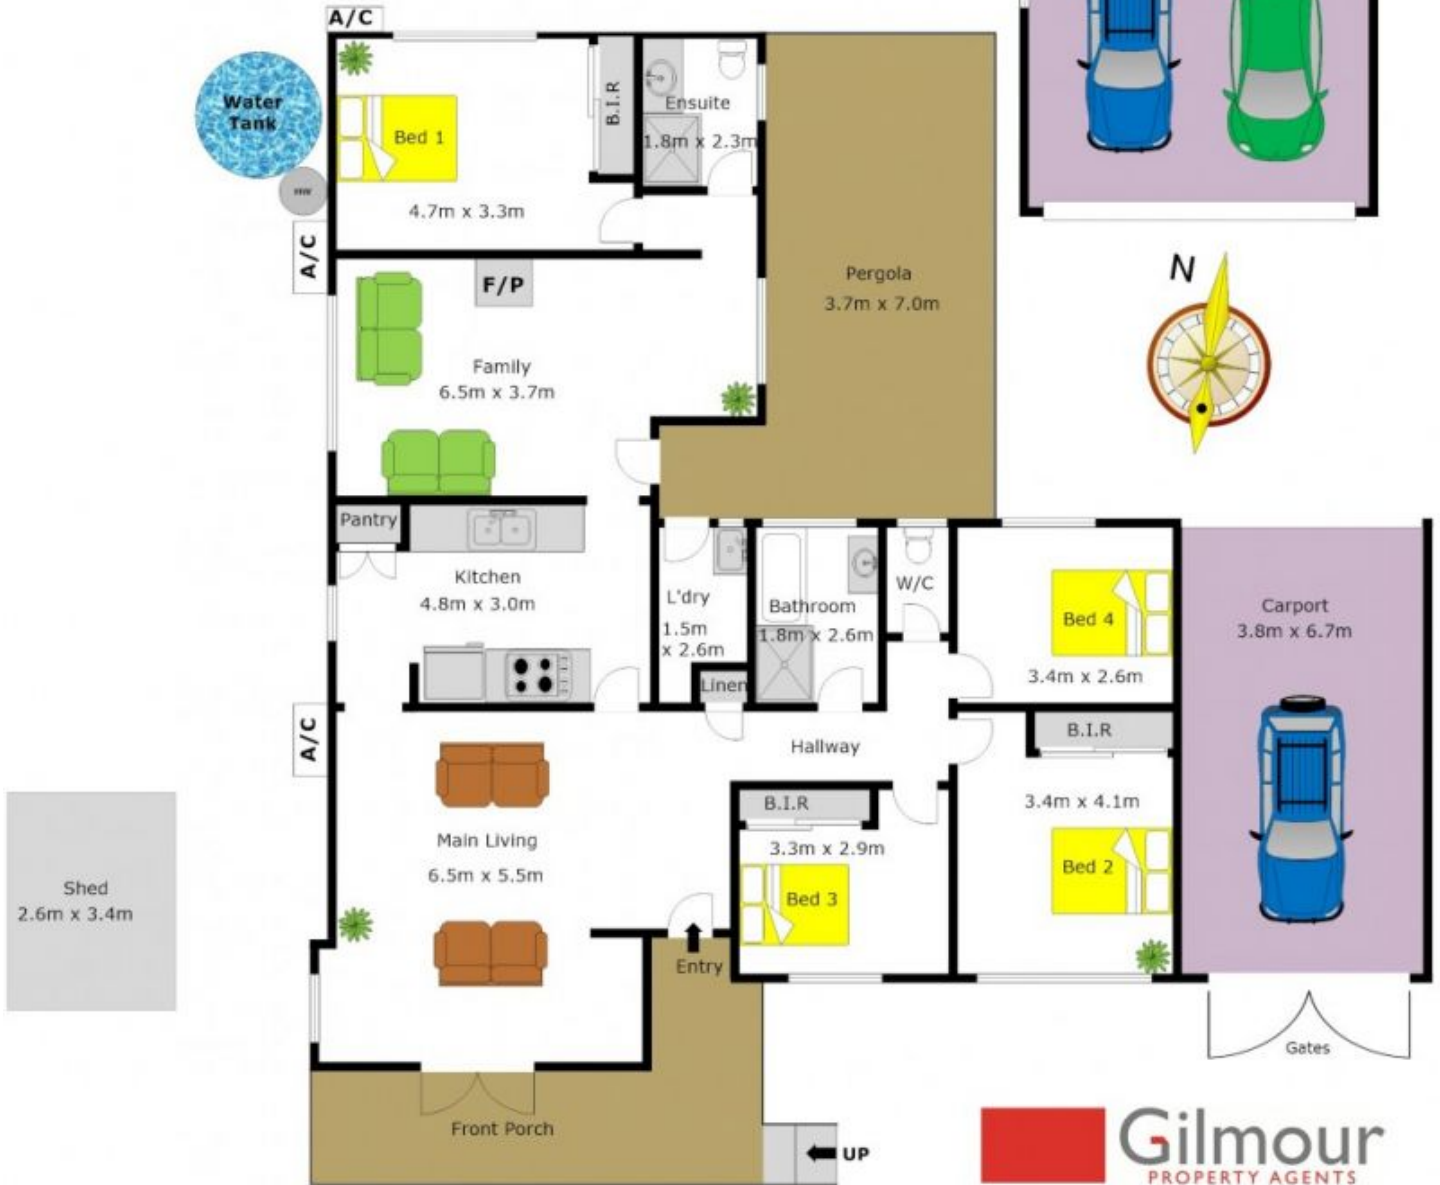 A/C
Water
Tank
HW
Bed 1
4.7m x 3.3m
B.I.R
Ensuite
1.8m x 2.3m
A/C
F/P
Family
6.5m x 3.7m
Pergola
3.7m x 7.0m
N
Pantry
Kitchen
4.8m x 3.0m
L'dry
1.5m
x 2.6m
Linen
Bathroom
1.8m x 2.6m
W/C
Bed 4
3.4m x 2.6m
Carport
3.8m x 6.7m
A/C
Hallway
B.I.R
3.4m x 4.1m
Bed 2
B.I.R
3.3m x 2.9m
Bed 3
Main Living
6.5m x 5.5m
Shed
2.6m x 3.4m
Entry
Gates
Front Porch
UP
Gilmour
PROPERTY AGENTS